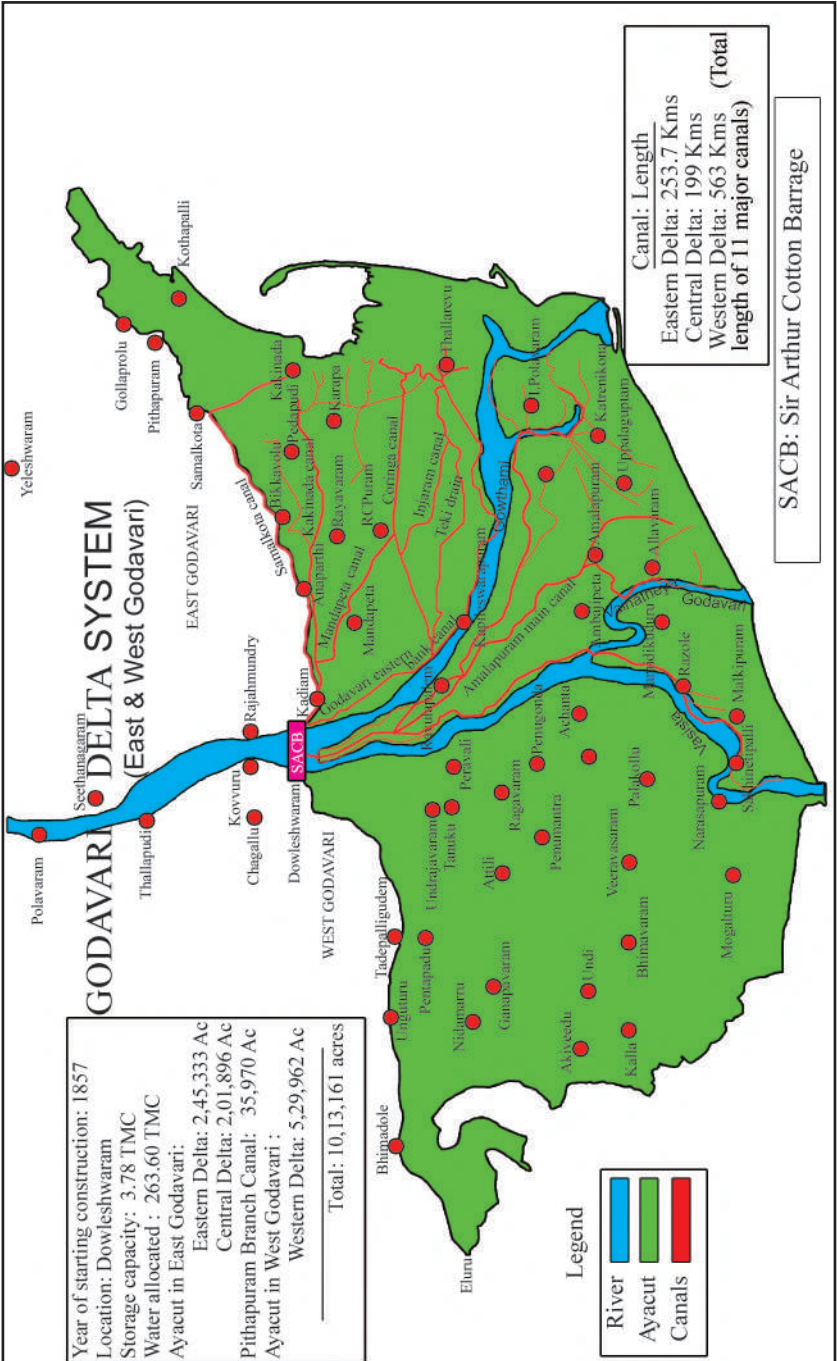 GODAVARI DELTA SYSTEM
(East & West Godavari)
Year of starting construction: 1857
Location: Dowleshwaram
Storage capacity: 3.78 TMC
Water allocated : 263.60 TMC
Ayacut in East Godavari:
Eastern Delta: 2,45,333 Ac
Central Delta: 2,01,896 Ac
Pithapuram Branch Canal: 35,970 Ac
Ayacut in West Godavari :
Western Delta: 5,29,962 Ac
Total: 10,13,161 acres
Polavaram
Seethanagaram
Thallapudi
Kovvuru
Rajahmundry
Chagallu
Dowleshwaram
SACB
WEST GODAVARI
EAST GODAVARI
Yeleshwaram
Gollaprolu
Pithapuram
Kothapalli
Samalkota
Samalkota canal
Kakinada
Pedapudi
Bikkavolu
Kakinada canal
Karapa
Anaparthi
Rayavaram
RCPuram
Coringa canal
Mandapeta canal
Mandapeta
Injaram canal
Teki drain
Thallarevu
Kadiam
Godavari eastern
bank canal
Kapileswarapuram
Gowthami
I.Polavaram
Katrenikona
Uppalaguptam
Amalapuram
Amalapuram main canal
Allavaram
Ambajipeta
Godavari
Mamidikuduru
Razole
Malkipuram
Vasista
Sakhinetipalli
Narasapuram
Achanta
Penugonda
Peravali
Palakollu
Ragavaram
Undrajavaram
Tanuku
Penumantra
Attili
Veeravasaram
Mogalturu
Tadepalligudem
Pentapadu
Bhimavaram
Undi
Ganapavaram
Unguturu
Nidamarru
Akiveedu
Kalla
Bhimadole
Eluru
Legend
River
Ayacut
Canals
Canal: Length
Eastern Delta: 253.7 Kms
Central Delta: 199 Kms
Western Delta: 563 Kms (Total
length of 11 major canals)
SACB: Sir Arthur Cotton Barrage